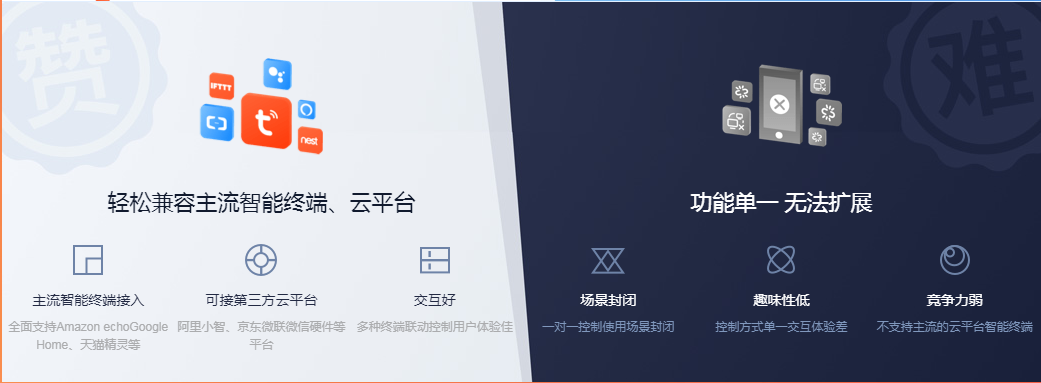 赞
难
IFTTT
nest
轻松兼容主流智能终端、云平台
功能单一 无法扩展
主流智能终端接入
可接第三方云平台
交互好
场景封闭
趣味性低
竞争力弱
全面支持Amazon echoGoogle
Home、天猫精灵等
阿里小智、京东微联微信硬件等
平台
多种终端联动控制用户体验佳
一对一控制使用场景封闭
控制方式单一交互体验差
不支持主流的云平台智能终端